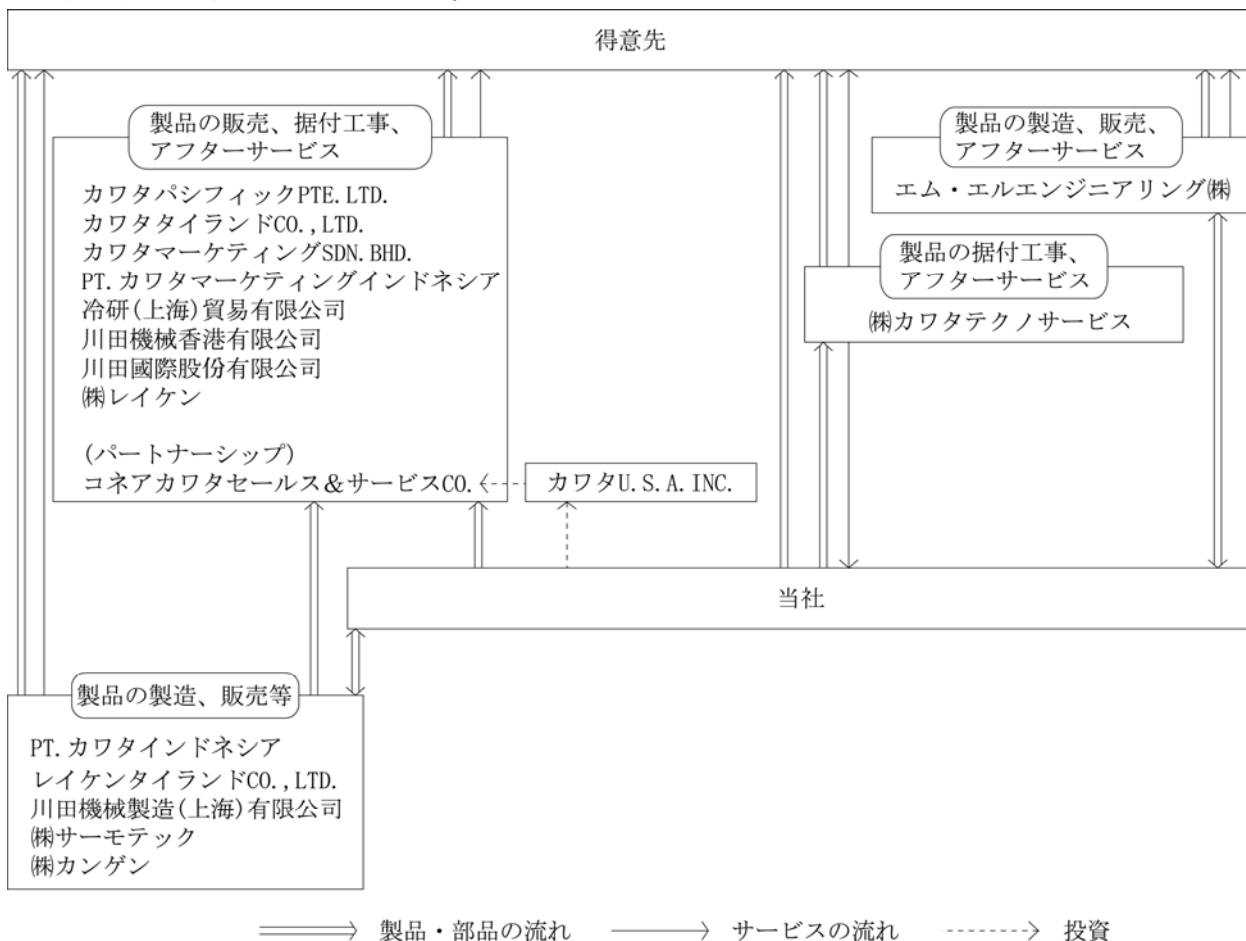 得意先
製品の販売、据付工事、
アフターサービス
カワタパシフィックPTE.LTD.
カワタタイランドCO.,LTD.
カワタマーケティングSDN.BHD.
PT.カワタマーケティングインドネシア
冷研(上海)貿易有限公司
川田機械香港有限公司
川田國際股份有限公司
㈱レイケン
(パートナーシップ)
コネアカワタセールス&サービスCO.
カワタU.S.A.INC.
製品の製造、販売、
アフターサービス
エム・エルエンジニアリング㈱
製品の据付工事、
アフターサービス
㈱カワタテクノサービス
当社
製品の製造、販売等
PT.カワタインドネシア
レイケンタイランドCO.,LTD.
川田機械製造(上海)有限公司
㈱サーモテック
㈱カンゲン
製品・部品の流れ
サービスの流れ
投資